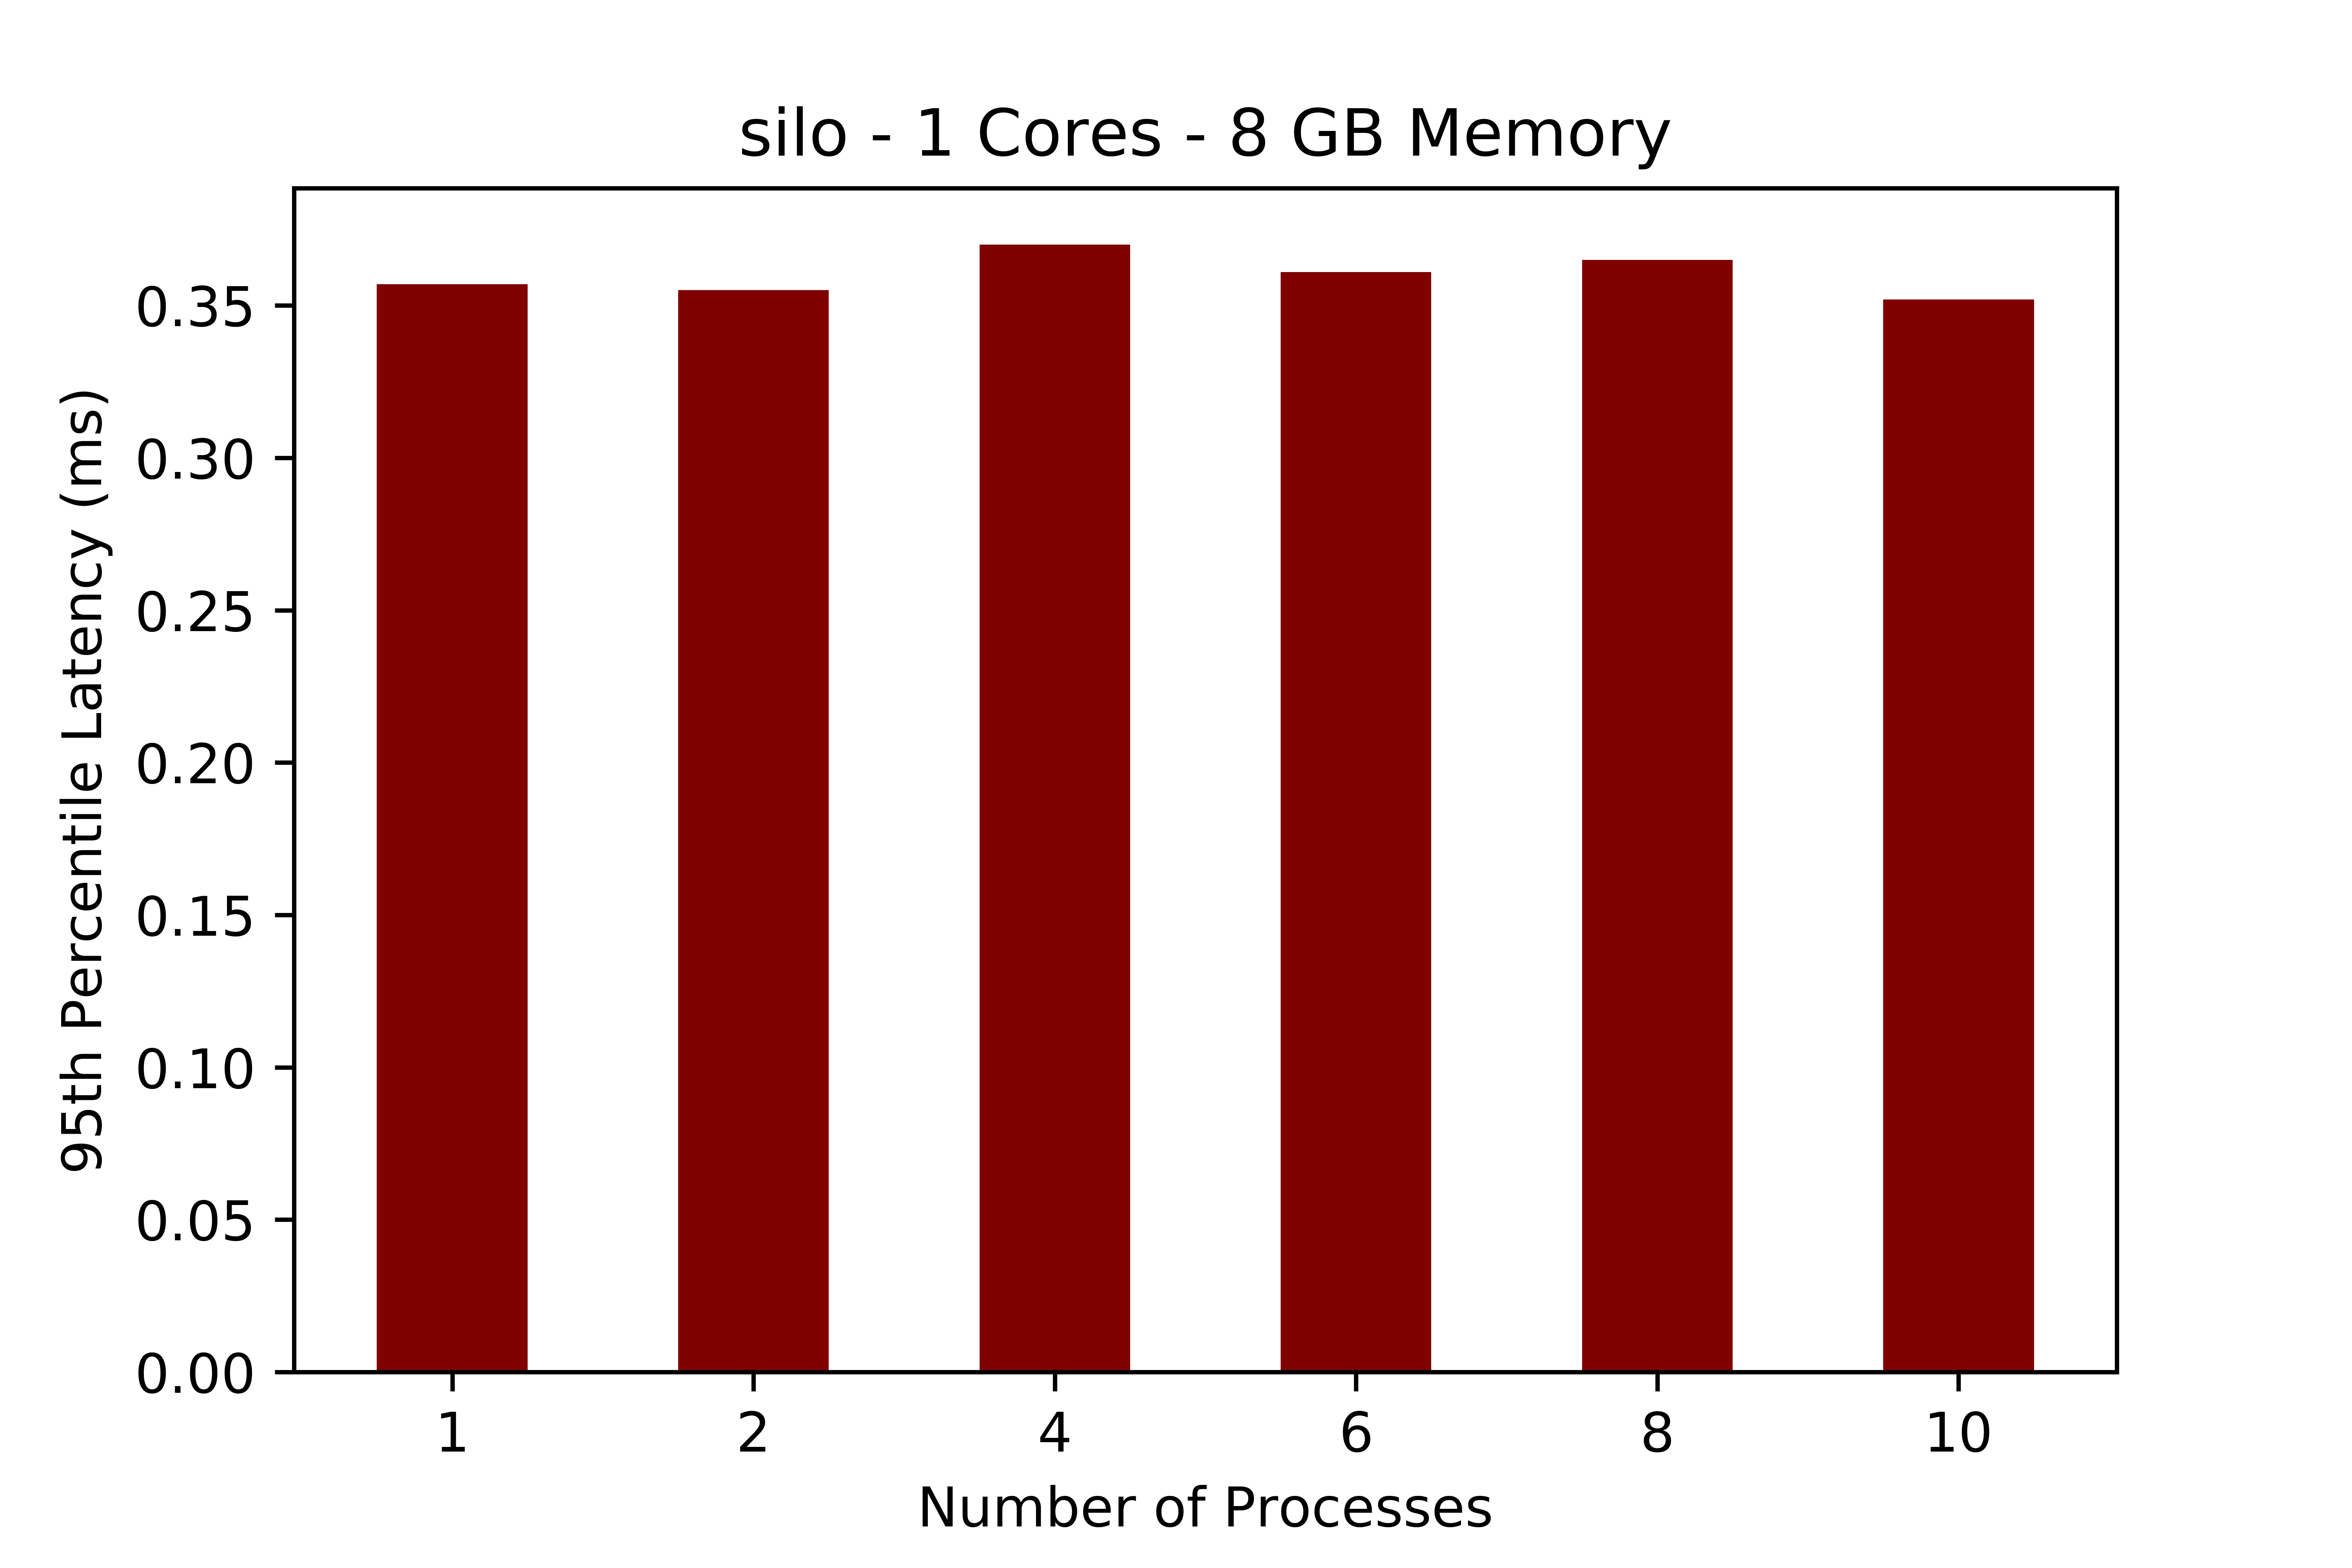 silo - 1 Cores - 8 GB Memory
95th Percentile Latency (ms)
0.35
0.30
0.25
0.20
0.15
0.10
0.05
0.00
1 2 4 6 8 10
Number of Processes